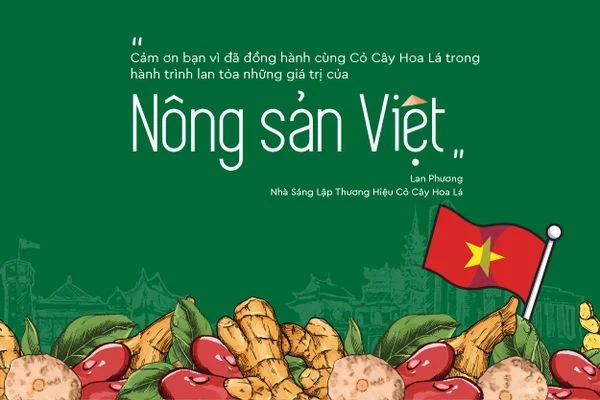 "
Cảm ơn bạn vì đã đồng hành cùng Cỏ Cây Hoa Lá trong
hành trình lan tỏa những giá trị của
Nông sản Việt "
Lan Phương
Nhà Sáng Lập Thương Hiệu Cỏ Cây Hoa Lá